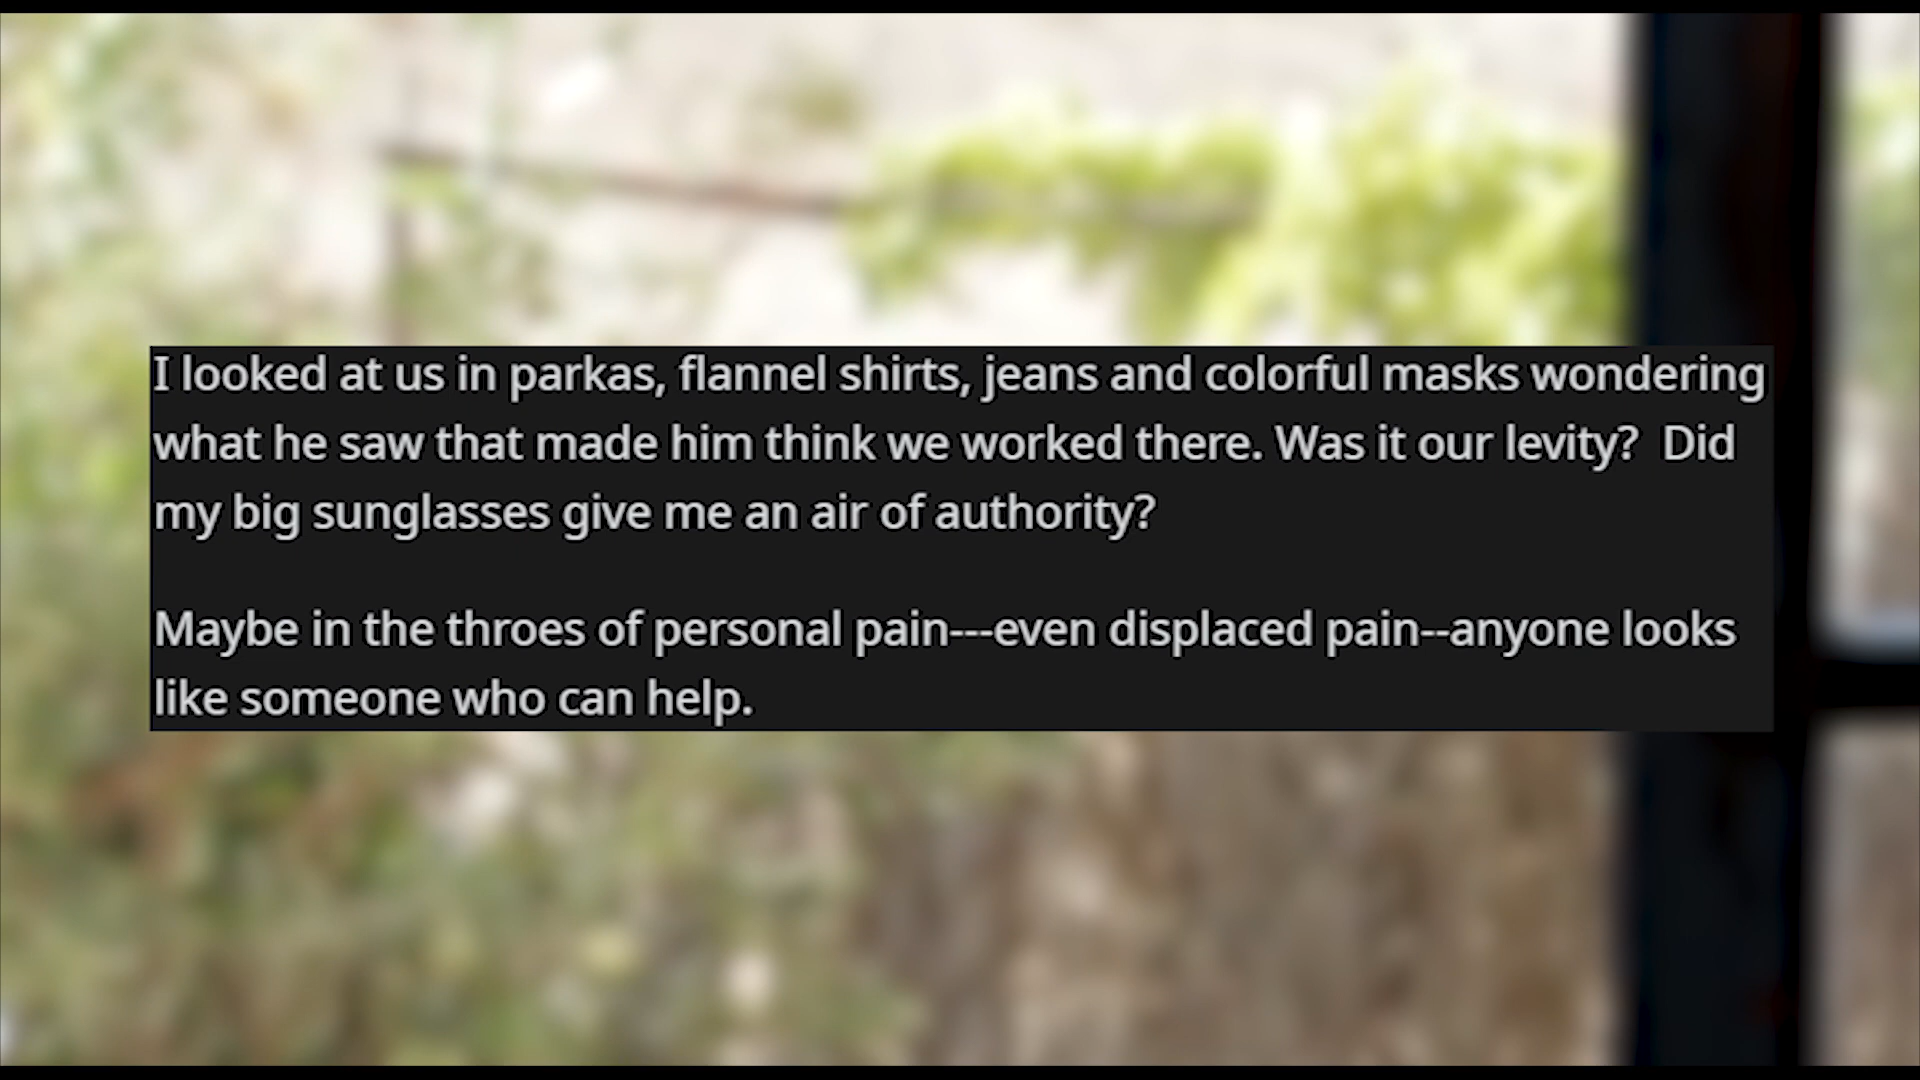 I looked at us in parkas, flannel shirts, jeans and colorful masks wondering
what he saw that made him think we worked there. Was it our levity?  Did
my big sunglasses give me an air of authority?
Maybe in the throes of personal pain---even displaced pain--anyone looks
like someone who can help.